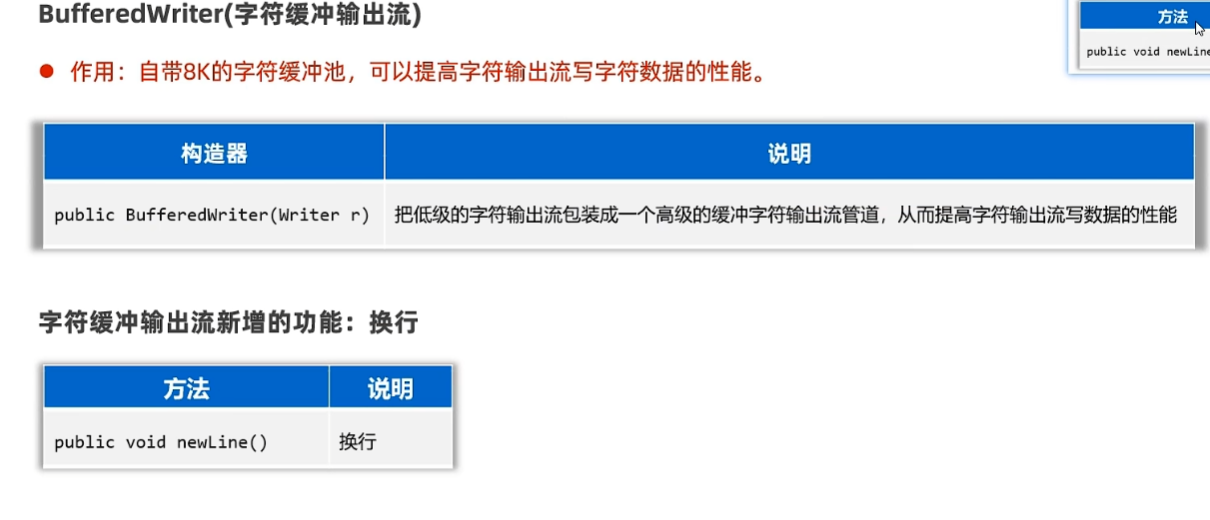 BufferedWriter(字符缓冲输出流)
方法
public void newLine
● 作用：自带8K的字符缓冲池，可以提高字符输出流写字符数据的性能。
构造器 说明
public BufferedWriter(Writer r) 把低级的字符输出流包装成一个高级的缓冲字符输出流管道，从而提高字符输出流写数据的性能
字符缓冲输出流新增的功能：换行
方法 说明
public void newLine() 换行